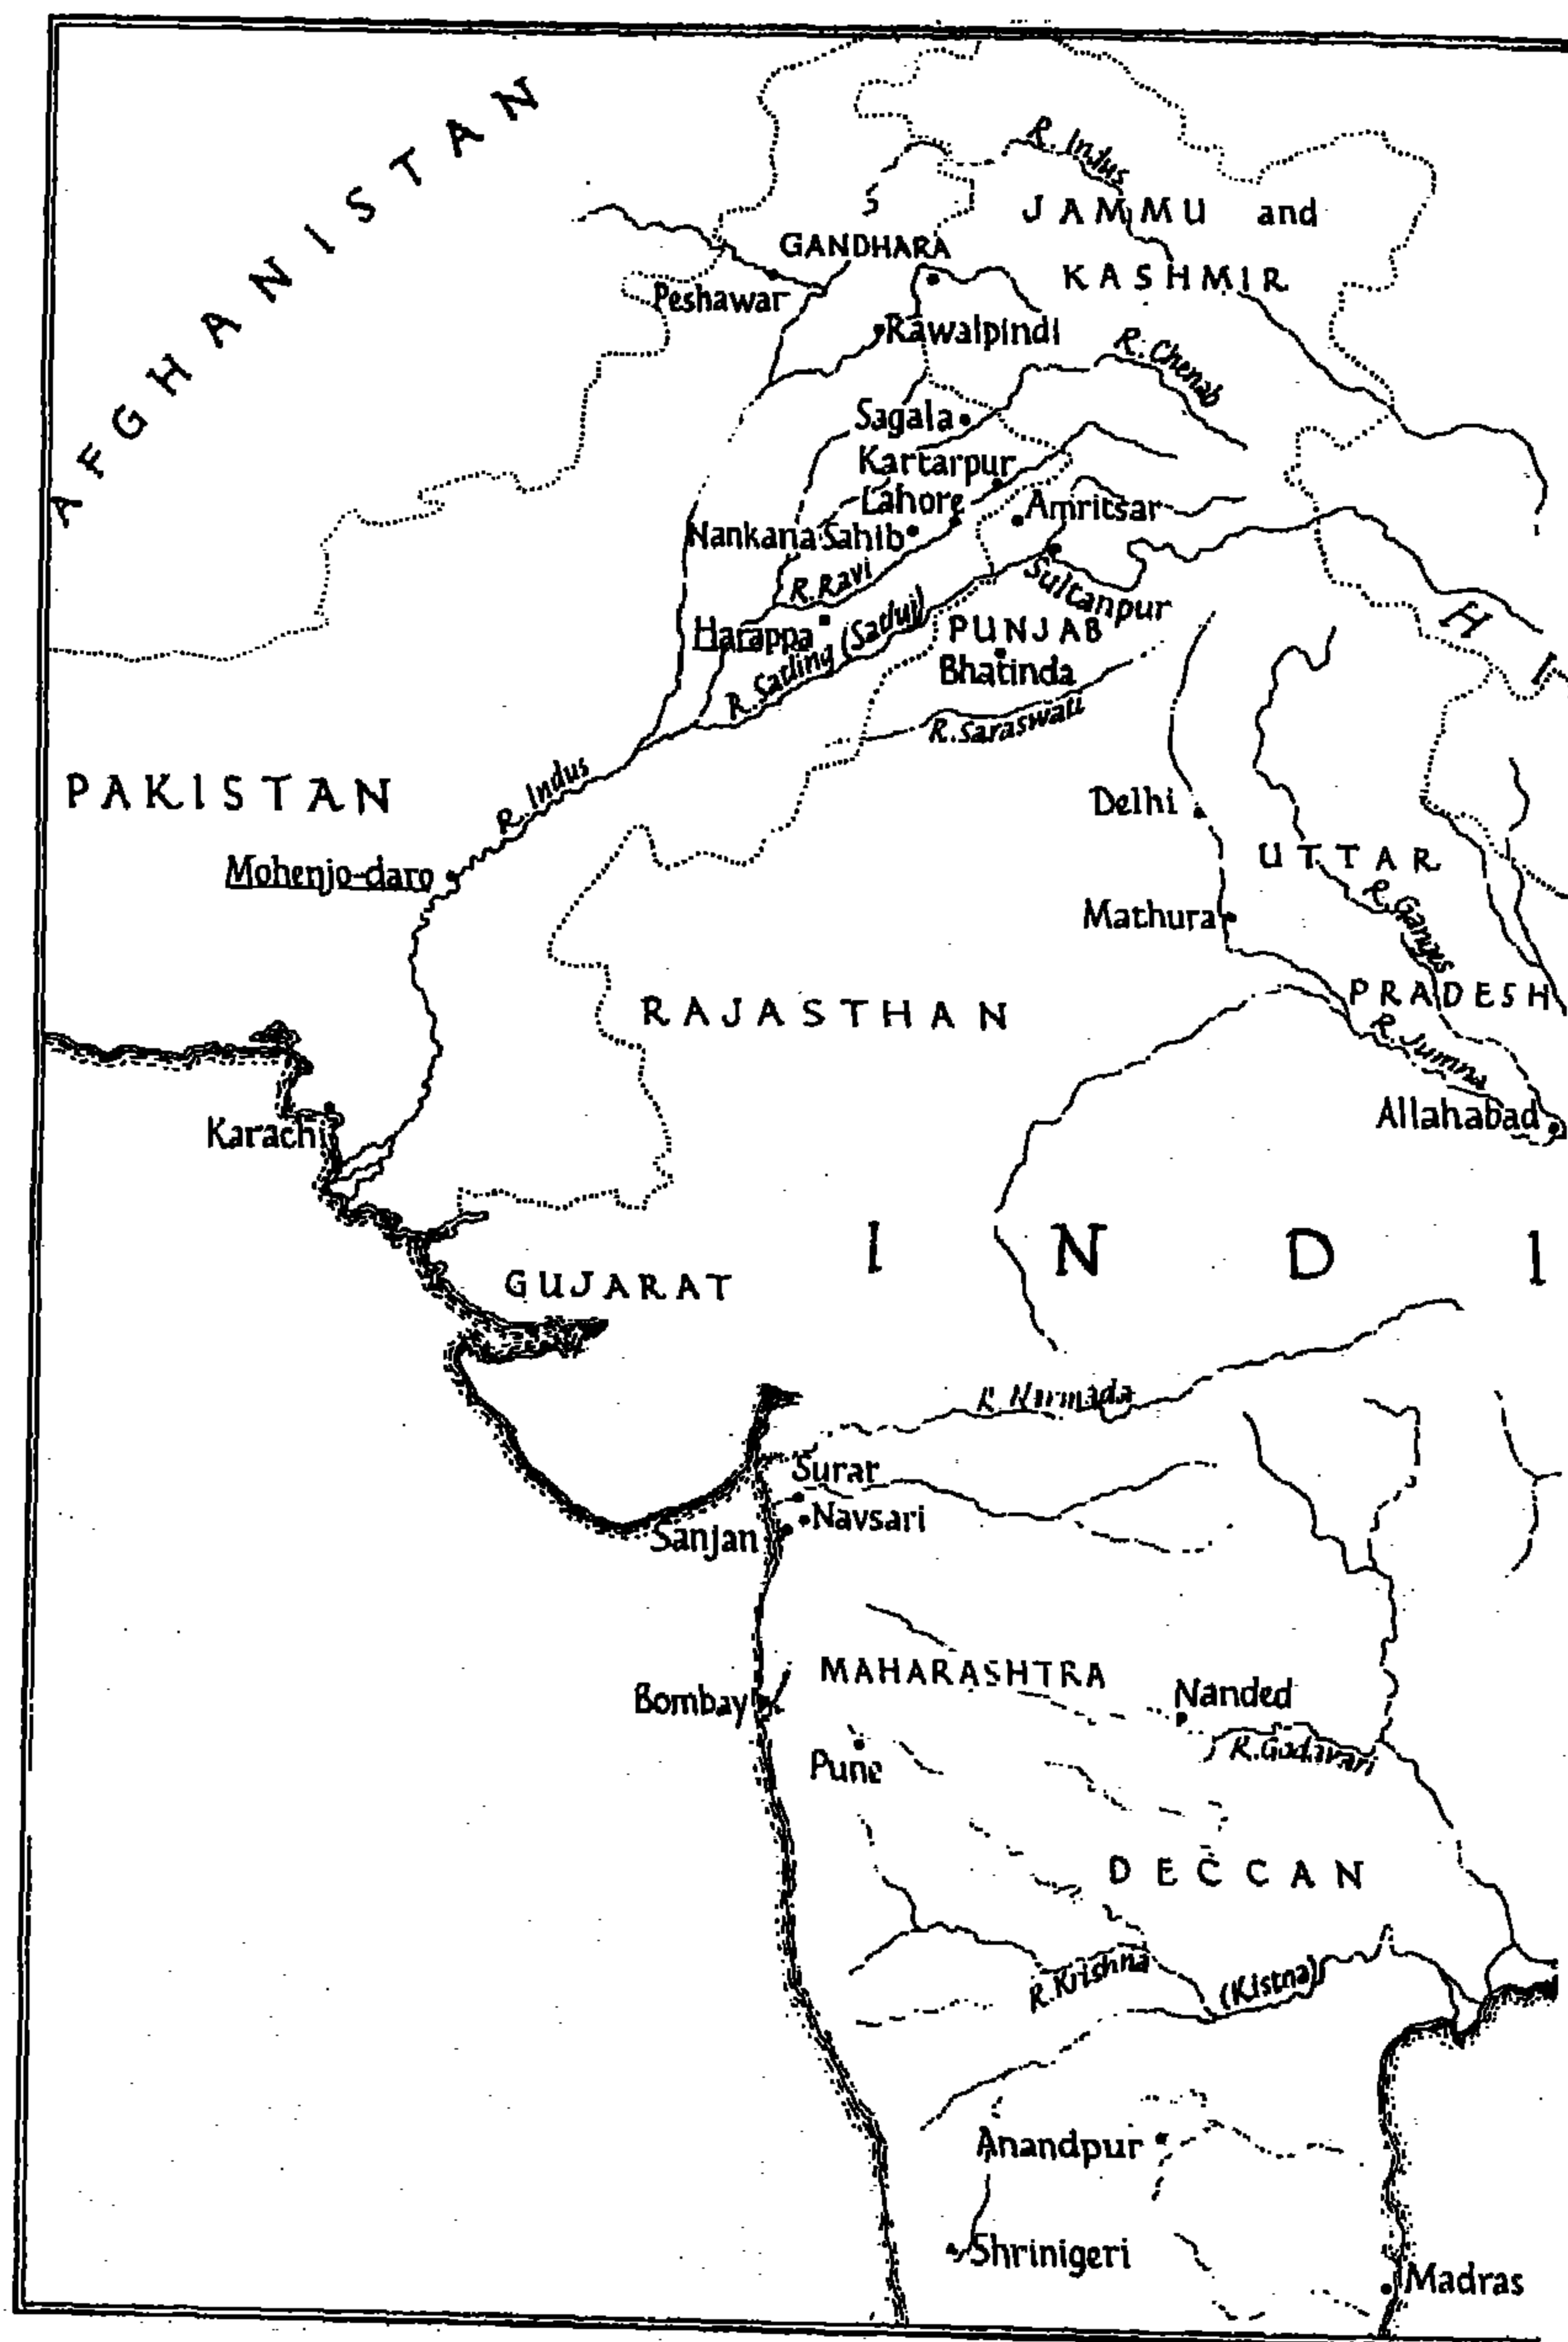 AFGHANISTAN
R. Indus
JAMMU and
KASHMIR
GANDHARA
Peshawar
Rawalpindi
R. Chenab
Sagala
Kartarpur
Lahore
Amritsar
Nankana Sahib
R. Ravi
Sultanpur
Harappa
R. Satling (Satluj)
PUNJAB
Bhatinda
R. Saraswati
H
I
PAKISTAN
R. Indus
Delhi
Mohenjo-daro
UTTAR
R. Ganges
Mathura
PRADESH
RAJASTHAN
R. Jumna
Allahabad
Karachi
I N D I
GUJARAT
R. Narmada
Surat
Navsari
Sanjan
MAHARASHTRA
Nanded
Bombay
R. Godavari
Pune
DECCAN
R. Krishna
(Kistna)
Anandpur
Shrinigeri
Madras